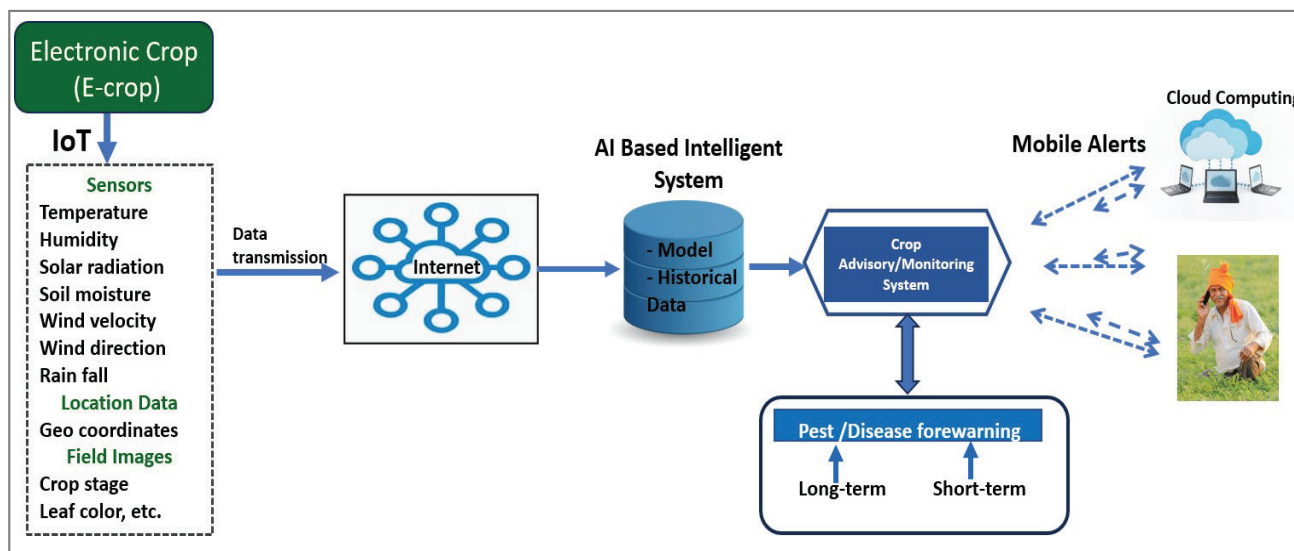 Electronic Crop
(E-crop)
IoT
Sensors
Temperature
Humidity
Solar radiation
Soil moisture
Wind velocity
Wind direction
Rain fall
Location Data
Geo coordinates
Field Images
Crop stage
Leaf color, etc.
Data
transmission
Internet
AI Based Intelligent
System
- Model
- Historical
Data
Crop
Advisory/Monitoring
System
Pest /Disease forewarning
Long-term
Short-term
Mobile Alerts
Cloud Computing